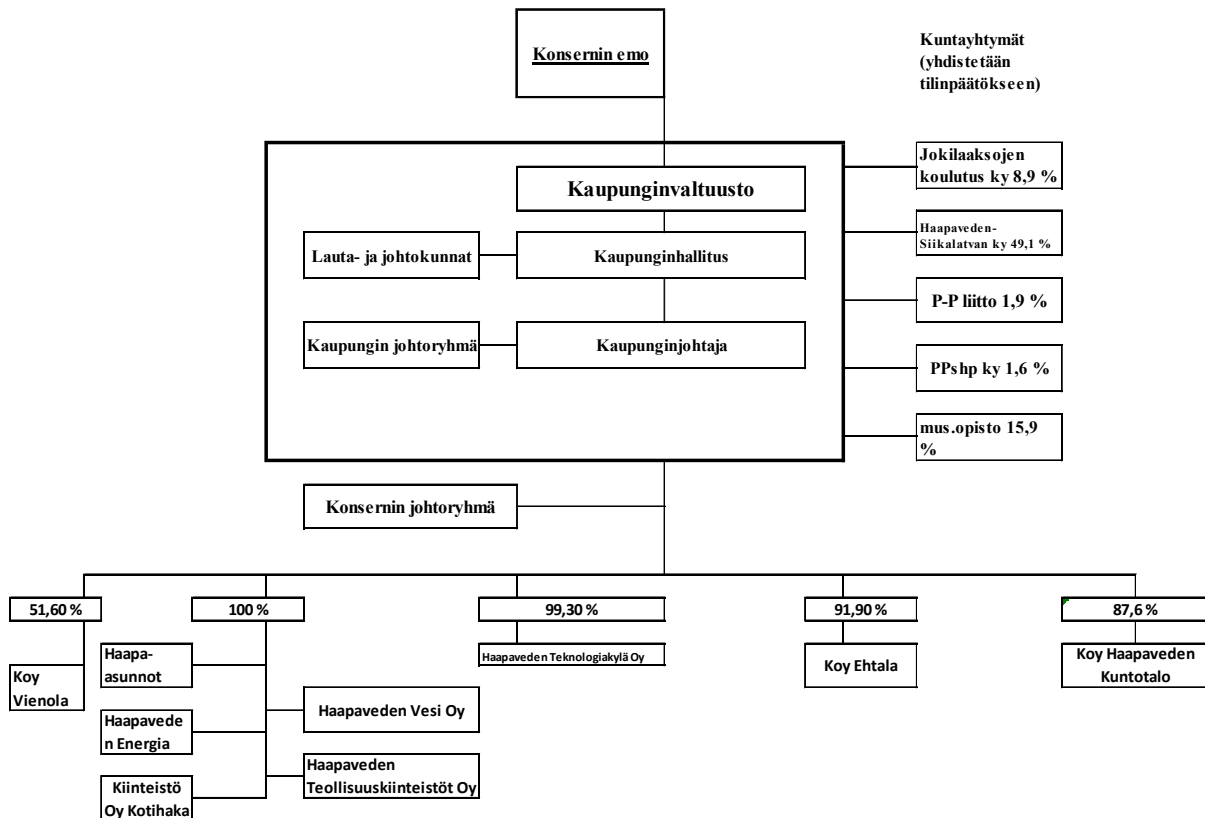 Konsernin emo
Kuntayhtymät
(yhdistetään
tilinpäätökseen)
Jokilaaksojen
koulutus ky 8,9 %
Kaupunginvaltuusto
Haapaveden-
Siikalatvan ky 49,1 %
Lauta- ja johtokunnat
Kaupunginhallitus
P-P liitto 1,9 %
Kaupungin johtoryhmä
Kaupunginjohtaja
PPshp ky 1,6 %
mus.opisto 15,9
%
Konsernin johtoryhmä
51,60 %
100 %
99,30 %
91,90 %
87,6 %
Koy
Vienola
Haapa-
asunnot
Haapaveden Teknologiakylä Oy
Koy Ehtala
Koy Haapaveden
Kuntotalo
Haapavede
n Energia
Haapaveden Vesi Oy
Kiinteistö
Oy Kotihaka
Haapaveden
Teollisuuskiinteistöt Oy